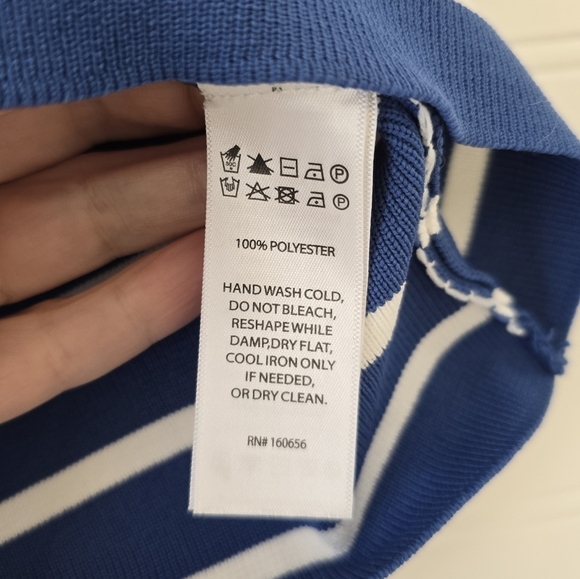 P P
100% POLYESTER
HAND WASH COLD,
DO NOT BLEACH,
RESHAPE WHILE
DAMP,DRY FLAT,
COOL IRON ONLY
IF NEEDED,
OR DRY CLEAN.
RN# 160656